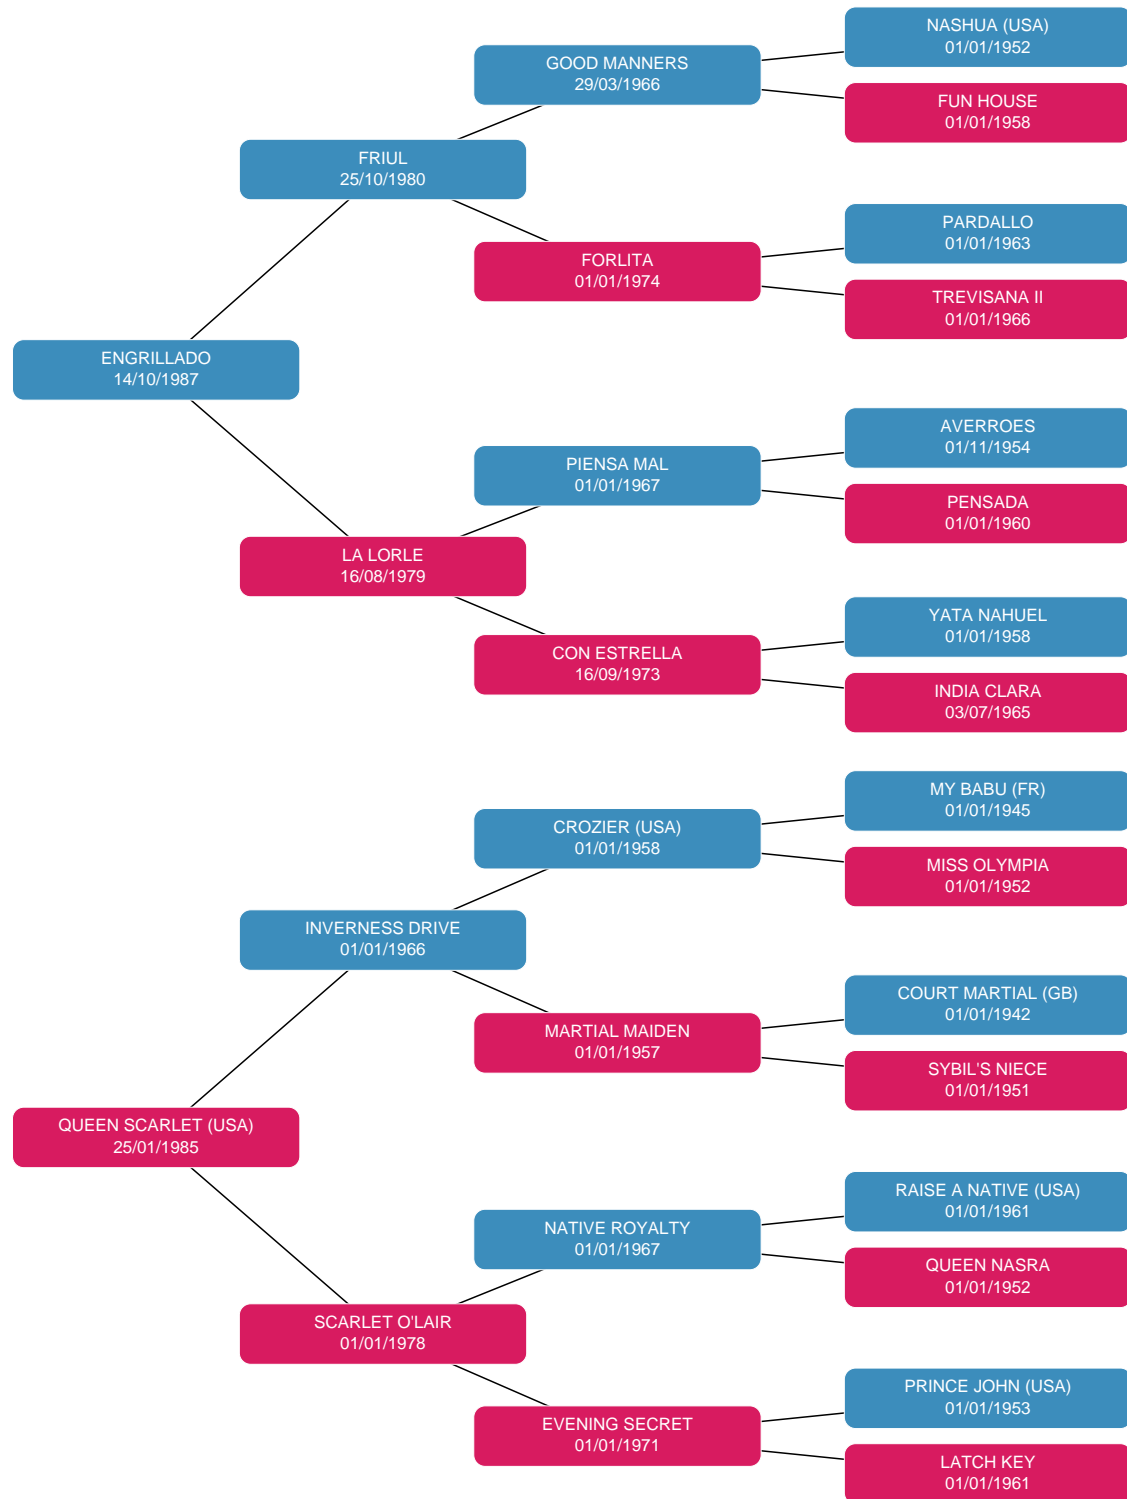 NASHUA (USA)
01/01/1952
GOOD MANNERS
29/03/1966
FUN HOUSE
01/01/1958
FRIUL
25/10/1980
PARDALLO
01/01/1963
FORLITA
01/01/1974
TREVISANA II
01/01/1966
ENGRILLADO
14/10/1987
AVERROES
01/11/1954
PIENSA MAL
01/01/1967
PENSADA
01/01/1960
LA LORLE
16/08/1979
YATA NAHUEL
01/01/1958
CON ESTRELLA
16/09/1973
INDIA CLARA
03/07/1965
MY BABU (FR)
01/01/1945
CROZIER (USA)
01/01/1958
MISS OLYMPIA
01/01/1952
INVERNESS DRIVE
01/01/1966
COURT MARTIAL (GB)
01/01/1942
MARTIAL MAIDEN
01/01/1957
SYBIL'S NIECE
01/01/1951
QUEEN SCARLET (USA)
25/01/1985
RAISE A NATIVE (USA)
01/01/1961
NATIVE ROYALTY
01/01/1967
QUEEN NASRA
01/01/1952
SCARLET O'LAIR
01/01/1978
PRINCE JOHN (USA)
01/01/1953
EVENING SECRET
01/01/1971
LATCH KEY
01/01/1961